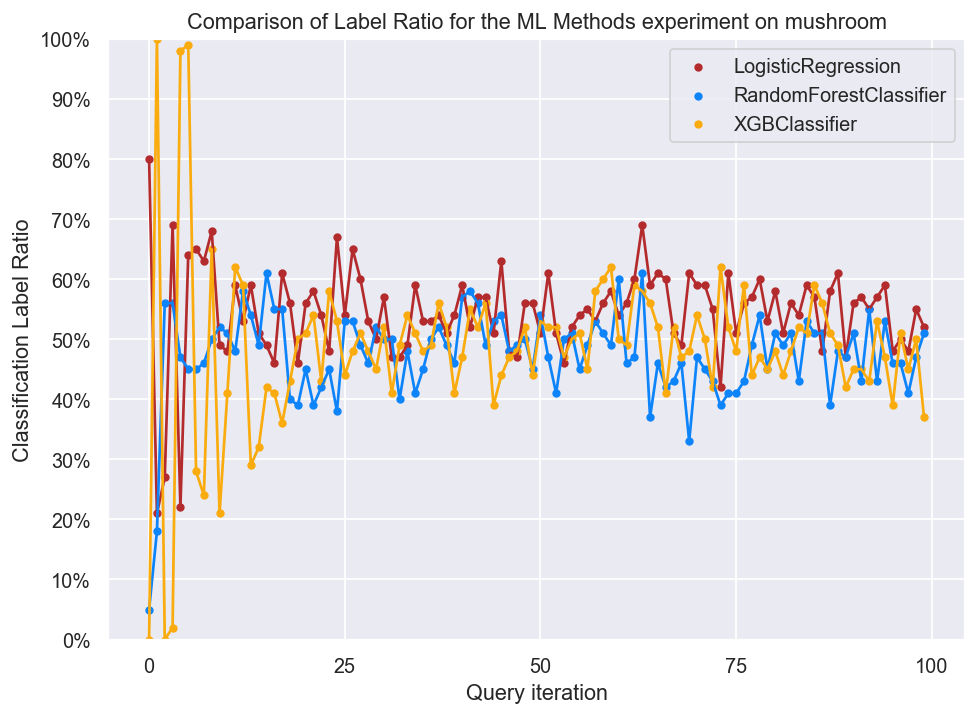 Comparison of Label Ratio for the ML Methods experiment on mushroom
100%
90%
80%
70%
60%
50%
40%
30%
20%
10%
0%
Classification Label Ratio
LogisticRegression
RandomForestClassifier
XGBClassifier
0 25 50 75 100
Query iteration